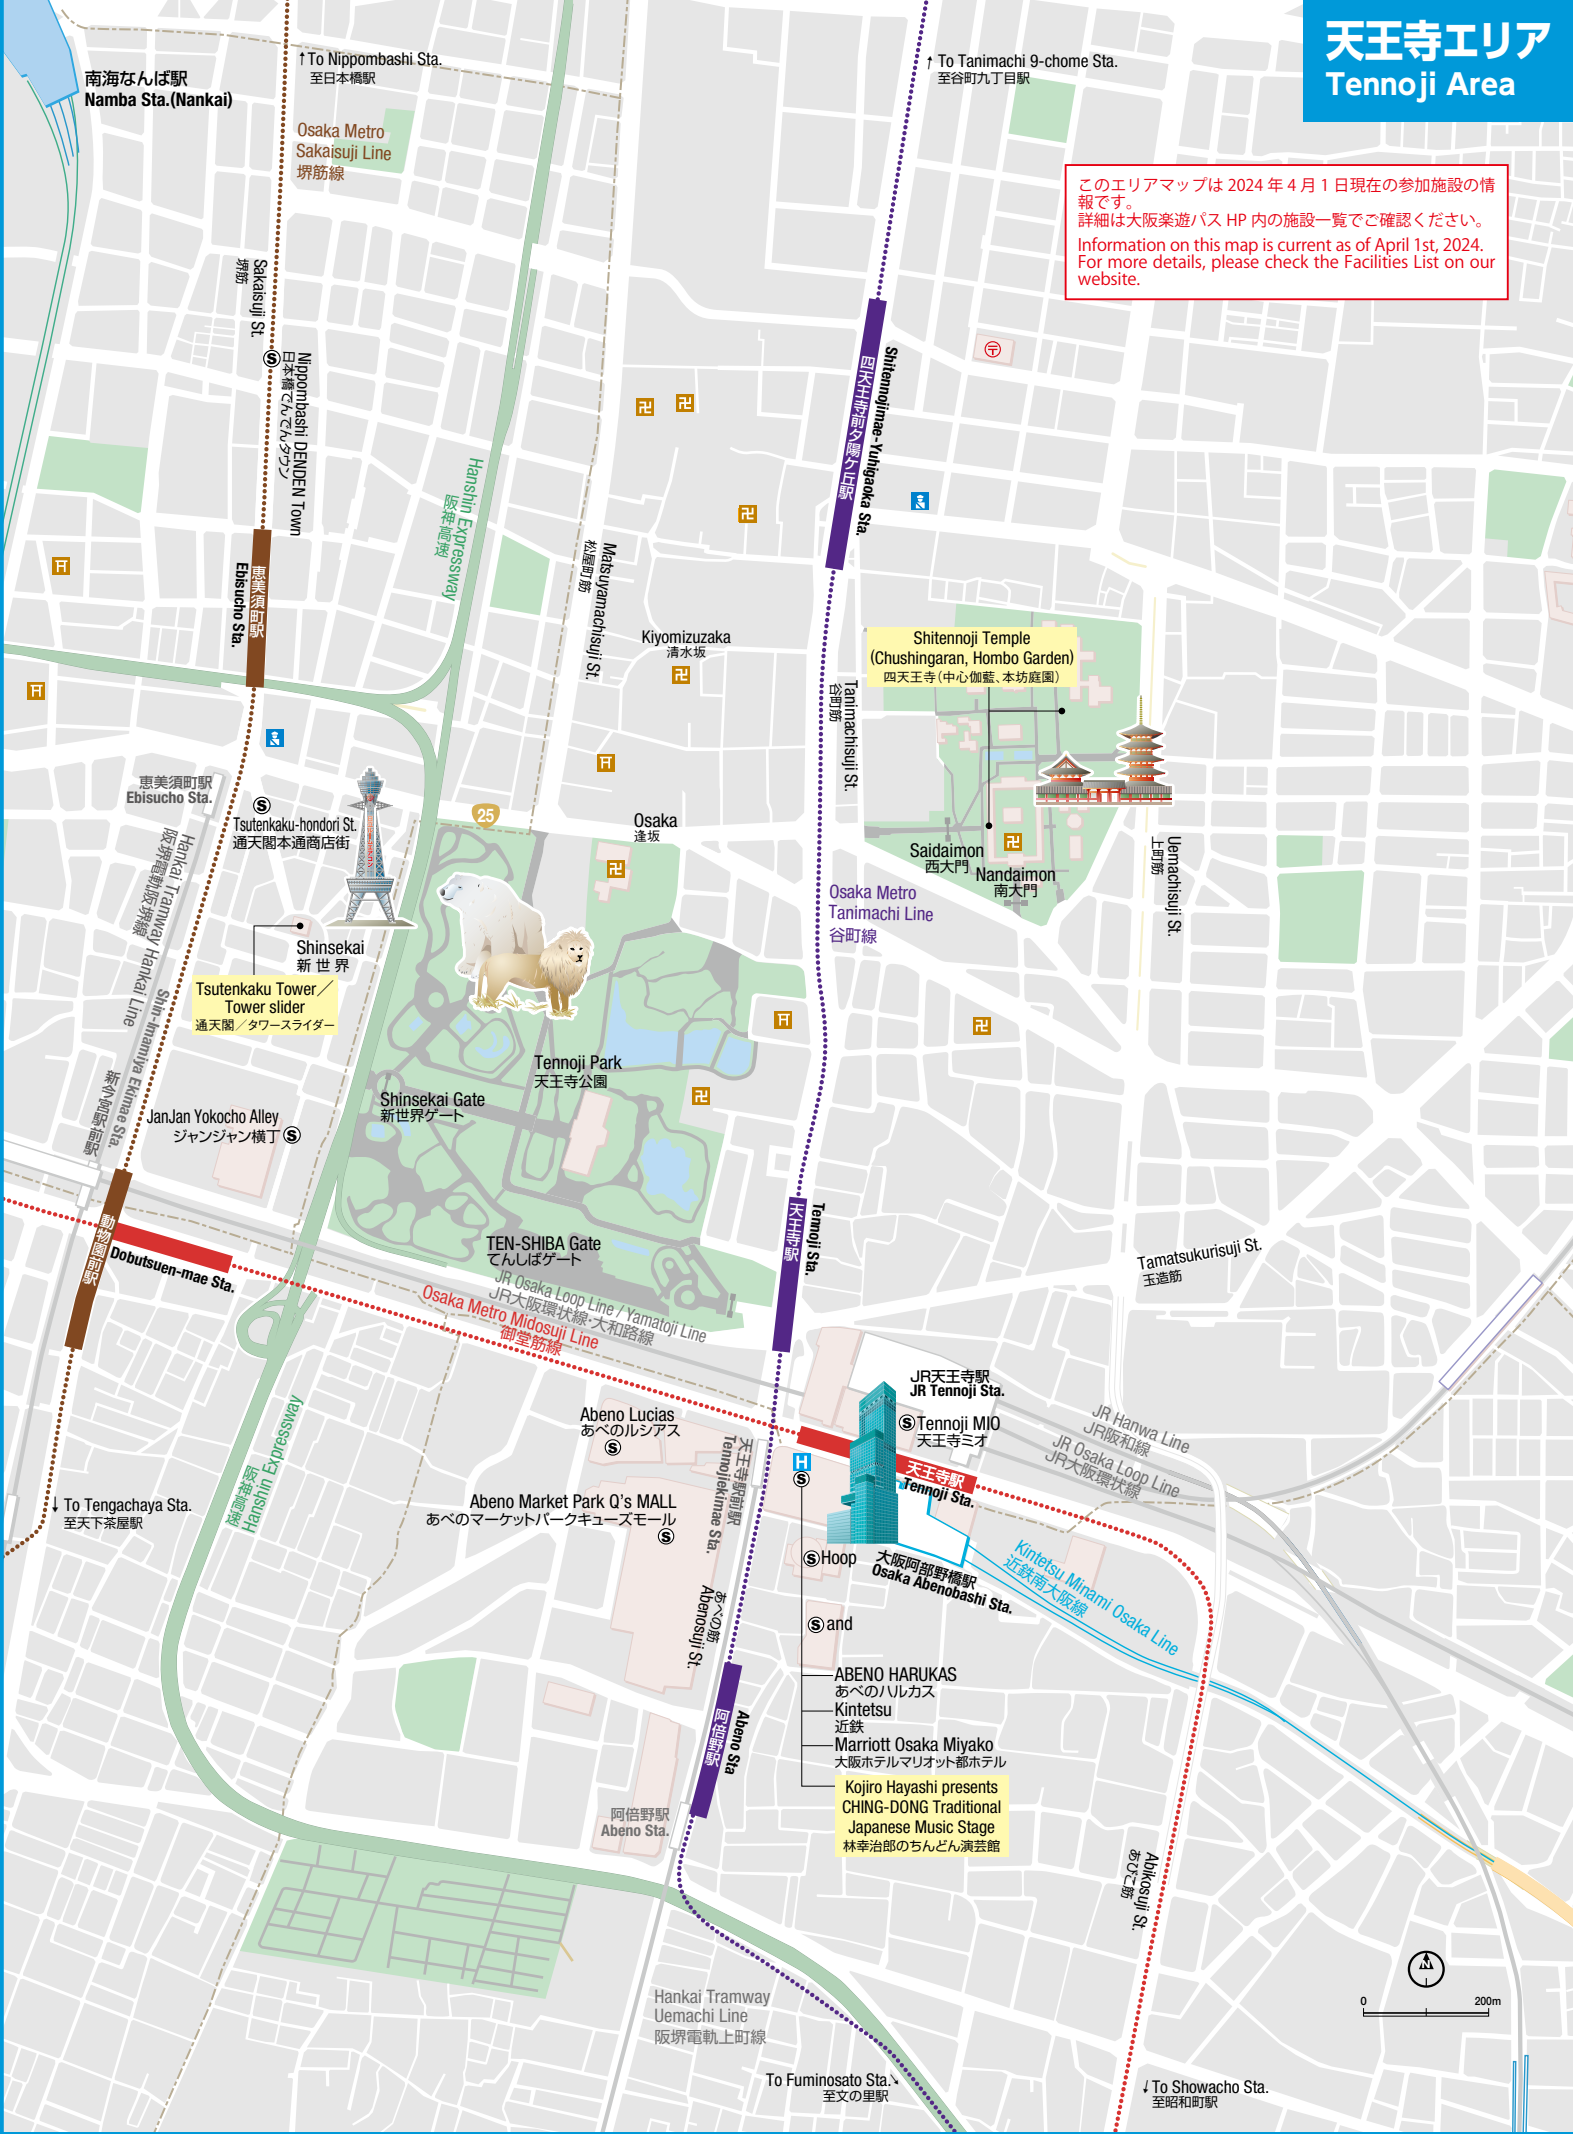 天王寺エリア
Tennoji Area
このエリアマップは 2024 年 4 月 1 日現在の参加施設の情
報です。
詳細は大阪楽遊パス HP 内の施設一覧でご確認ください。
Information on this map is current as of April 1st, 2024.
For more details, please check the Facilities List on our
website.
南海なんば駅
Namba Sta.(Nankai)
↑To Nippombashi Sta.
至日本橋駅
↑ To Tanimachi 9-chome Sta.
至谷町九丁目駅
Osaka Metro
Sakaisuji Line
堺筋線
Sakaisuji St.
堺筋
S
Nippombashi DENDEN Town
日本橋でんでんタウン
Hanshin Expressway
阪神高速
Shitennojimae-Yuhigaoka Sta.
四天王寺前夕陽ケ丘駅
恵美須町駅
Ebisucho Sta.
Matsuyamachisuji St.
松屋町筋
Kiyomizuzaka
清水坂
Shitennoji Temple
(Chushingaran, Hombo Garden)
四天王寺(中心伽藍、本坊庭園)
Tanimachisuji St.
谷町筋
恵美須町駅
Ebisucho Sta.
S
Tsutenkaku-hondori St.
通天閣本通商店街
25
Osaka
逢坂
Saidaimon
西大門
Nandaimon
南大門
Uemachisuji St.
上町筋
Hankai Tramway Hankai Line
阪堺電軌阪堺線
Osaka Metro
Tanimachi Line
谷町線
Shinsekai
新 世 界
Tsutenkaku Tower／
Tower slider
通天閣／タワースライダー
Shin-Imamiya Ekimae Sta.
新今宮駅前駅
Tennoji Park
天王寺公園
Shinsekai Gate
新世界ゲート
JanJan Yokocho Alley
ジャンジャン横丁 S
動物園前駅
Dobutsuen-mae Sta.
天王寺駅
Tennoji Sta.
TEN-SHIBA Gate
てんしばゲート
Tamatsukurisuji St.
玉造筋
JR Osaka Loop Line / Yamatoji Line
JR大阪環状線・大和路線
Osaka Metro Midosuji Line
御堂筋線
JR天王寺駅
JR Tennoji Sta.
S Tennoji MIO
天王寺ミオ
Abeno Lucias
あべのルシアス
S
JR Hanwa Line
JR阪和線
JR Osaka Loop Line
JR大阪環状線
Hanshin Expressway
阪神高速
天王寺駅前駅
Tennojiekimae Sta.
H
S
天王寺駅
Tennoji Sta.
↓ To Tengachaya Sta.
至天下茶屋駅
Abeno Market Park Q's MALL
あべのマーケットパークキューズモール
S
S Hoop
大阪阿部野橋駅
Osaka Abenobashi Sta.
Kintetsu Minami Osaka Line
近鉄南大阪線
あべの筋
Abenosuji St.
S and
ABENO HARUKAS
あべのハルカス
Kintetsu
近鉄
Marriott Osaka Miyako
大阪ホテルマリオット都ホテル
Kojiro Hayashi presents
CHING-DONG Traditional
Japanese Music Stage
林幸治郎のちんどん演芸館
阿倍野駅
Abeno Sta
阿倍野駅
Abeno Sta.
Abikosuji St.
あびこ筋
N
0 200m
Hankai Tramway
Uemachi Line
阪堺電軌上町線
To Fuminosato Sta.↘
至文の里駅
↓To Showacho Sta.
至昭和町駅